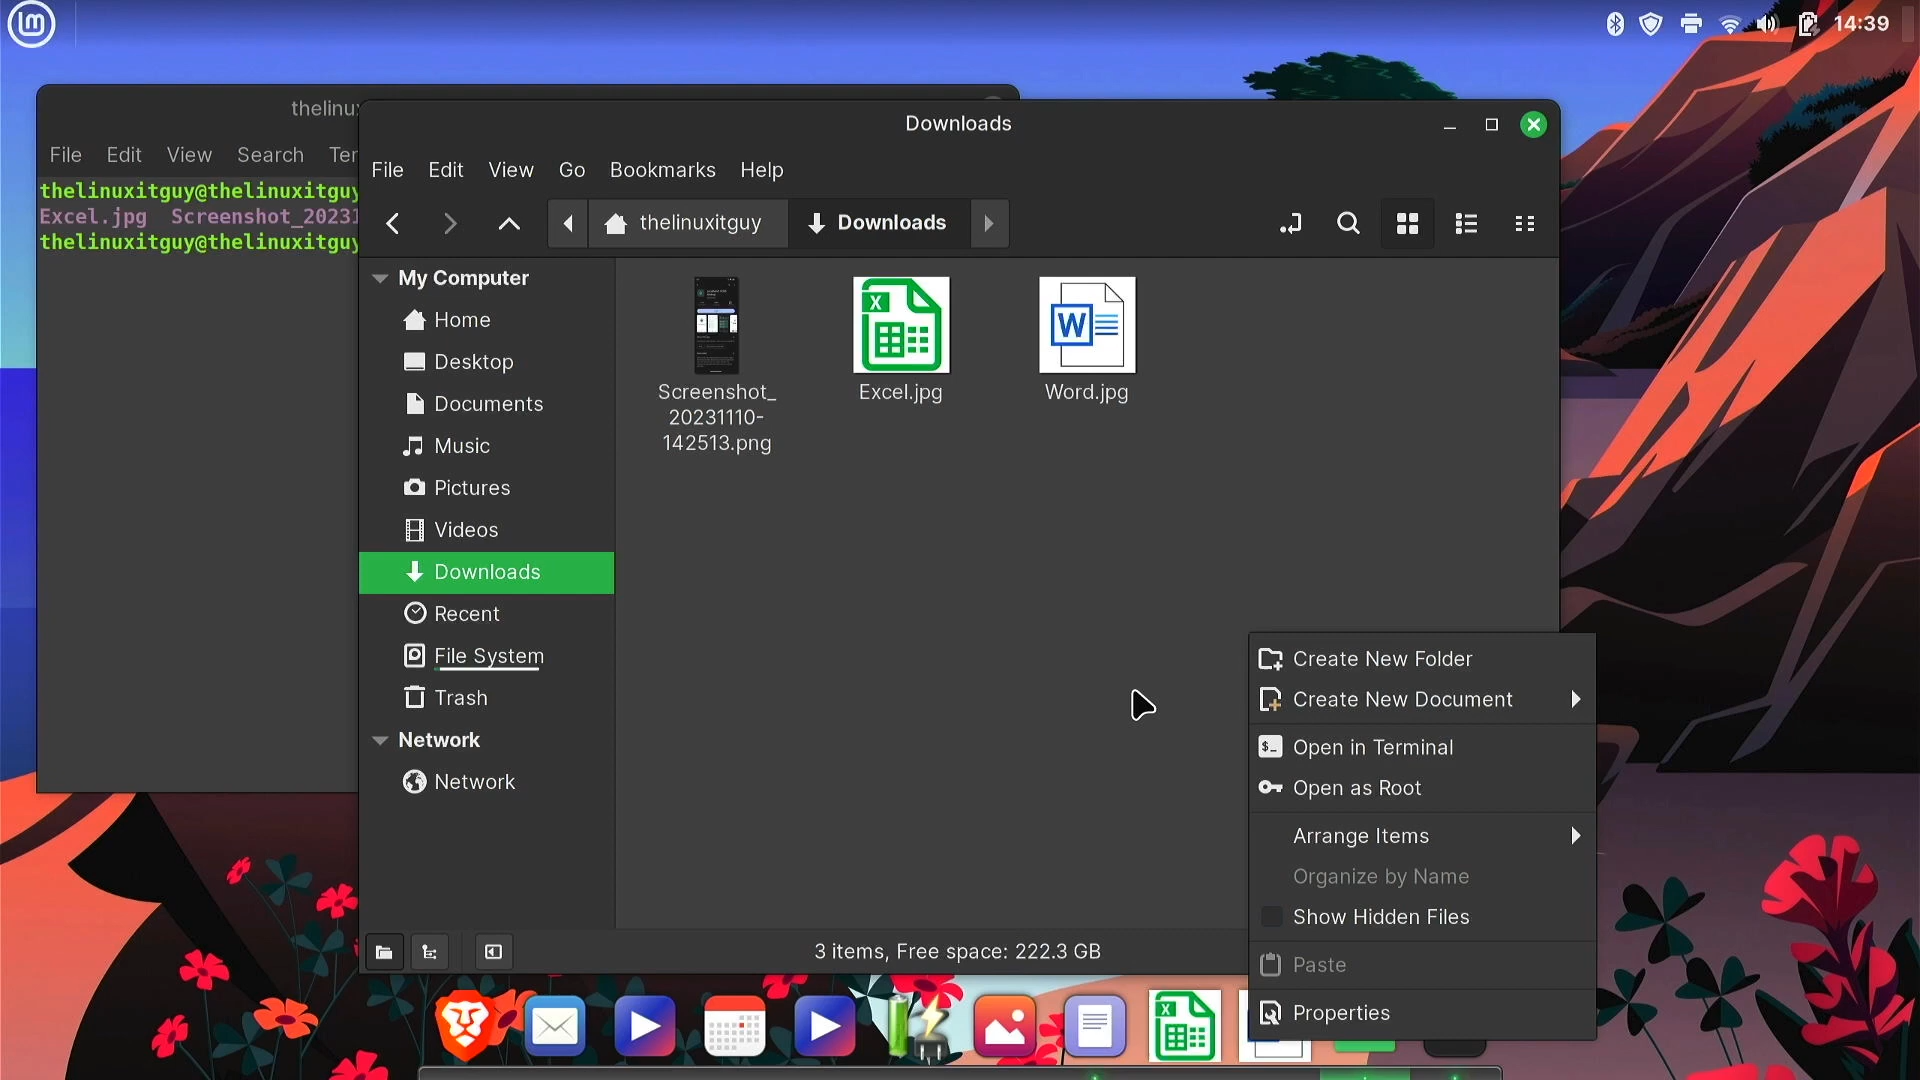 14:39
thelinux
File Edit View Search Ter
thelinuxitguy@thelinuxitguy
Excel.jpg Screenshot_20231
thelinuxitguy@thelinuxitguy
Downloads
File Edit View Go Bookmarks Help
thelinuxitguy Downloads
My Computer
Home
Desktop
Documents
Music
Pictures
Videos
Downloads
Recent
File System
Trash
Network
Network
Screenshot_
20231110-
142513.png
Excel.jpg
Word.jpg
Create New Folder
Create New Document
Open in Terminal
Open as Root
Arrange Items
Organize by Name
Show Hidden Files
Paste
Properties
3 items, Free space: 222.3 GB